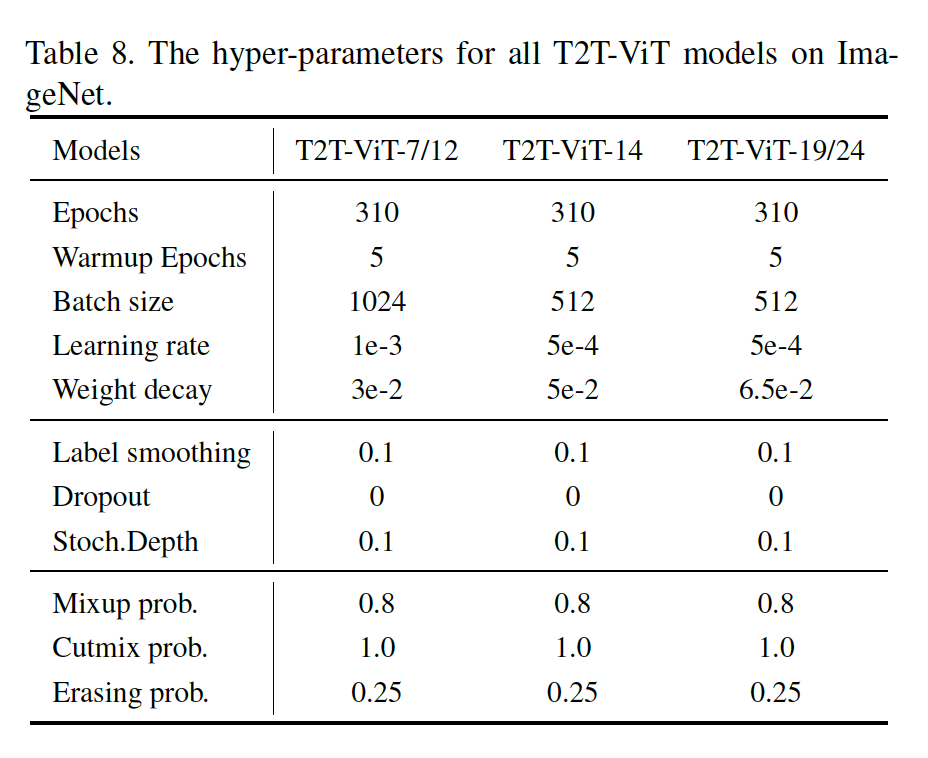 Table 8. The hyper-parameters for all T2T-ViT models on Ima-
geNet.
Models T2T-ViT-7/12 T2T-ViT-14 T2T-ViT-19/24
Epochs 310 310 310
Warmup Epochs 5 5 5
Batch size 1024 512 512
Learning rate 1e-3 5e-4 5e-4
Weight decay 3e-2 5e-2 6.5e-2
Label smoothing 0.1 0.1 0.1
Dropout 0 0 0
Stoch.Depth 0.1 0.1 0.1
Mixup prob. 0.8 0.8 0.8
Cutmix prob. 1.0 1.0 1.0
Erasing prob. 0.25 0.25 0.25